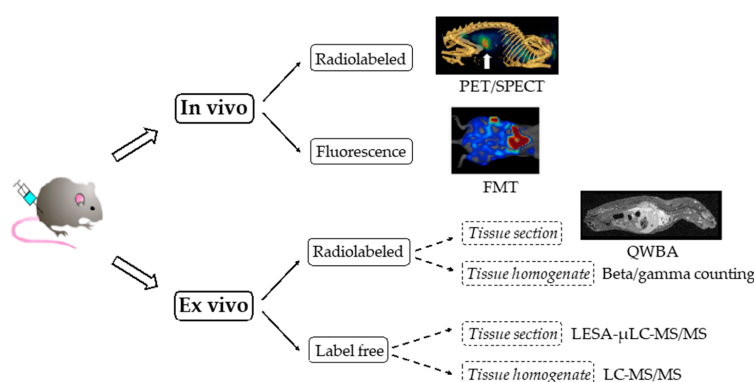 Radiolabeled
PET/SPECT
In vivo
Fluorescence
FMT
Radiolabeled
Tissue section
QWBA
Tissue homogenate Beta/gamma counting
Ex vivo
Label free
Tissue section LESA-μLC-MS/MS
Tissue homogenate LC-MS/MS